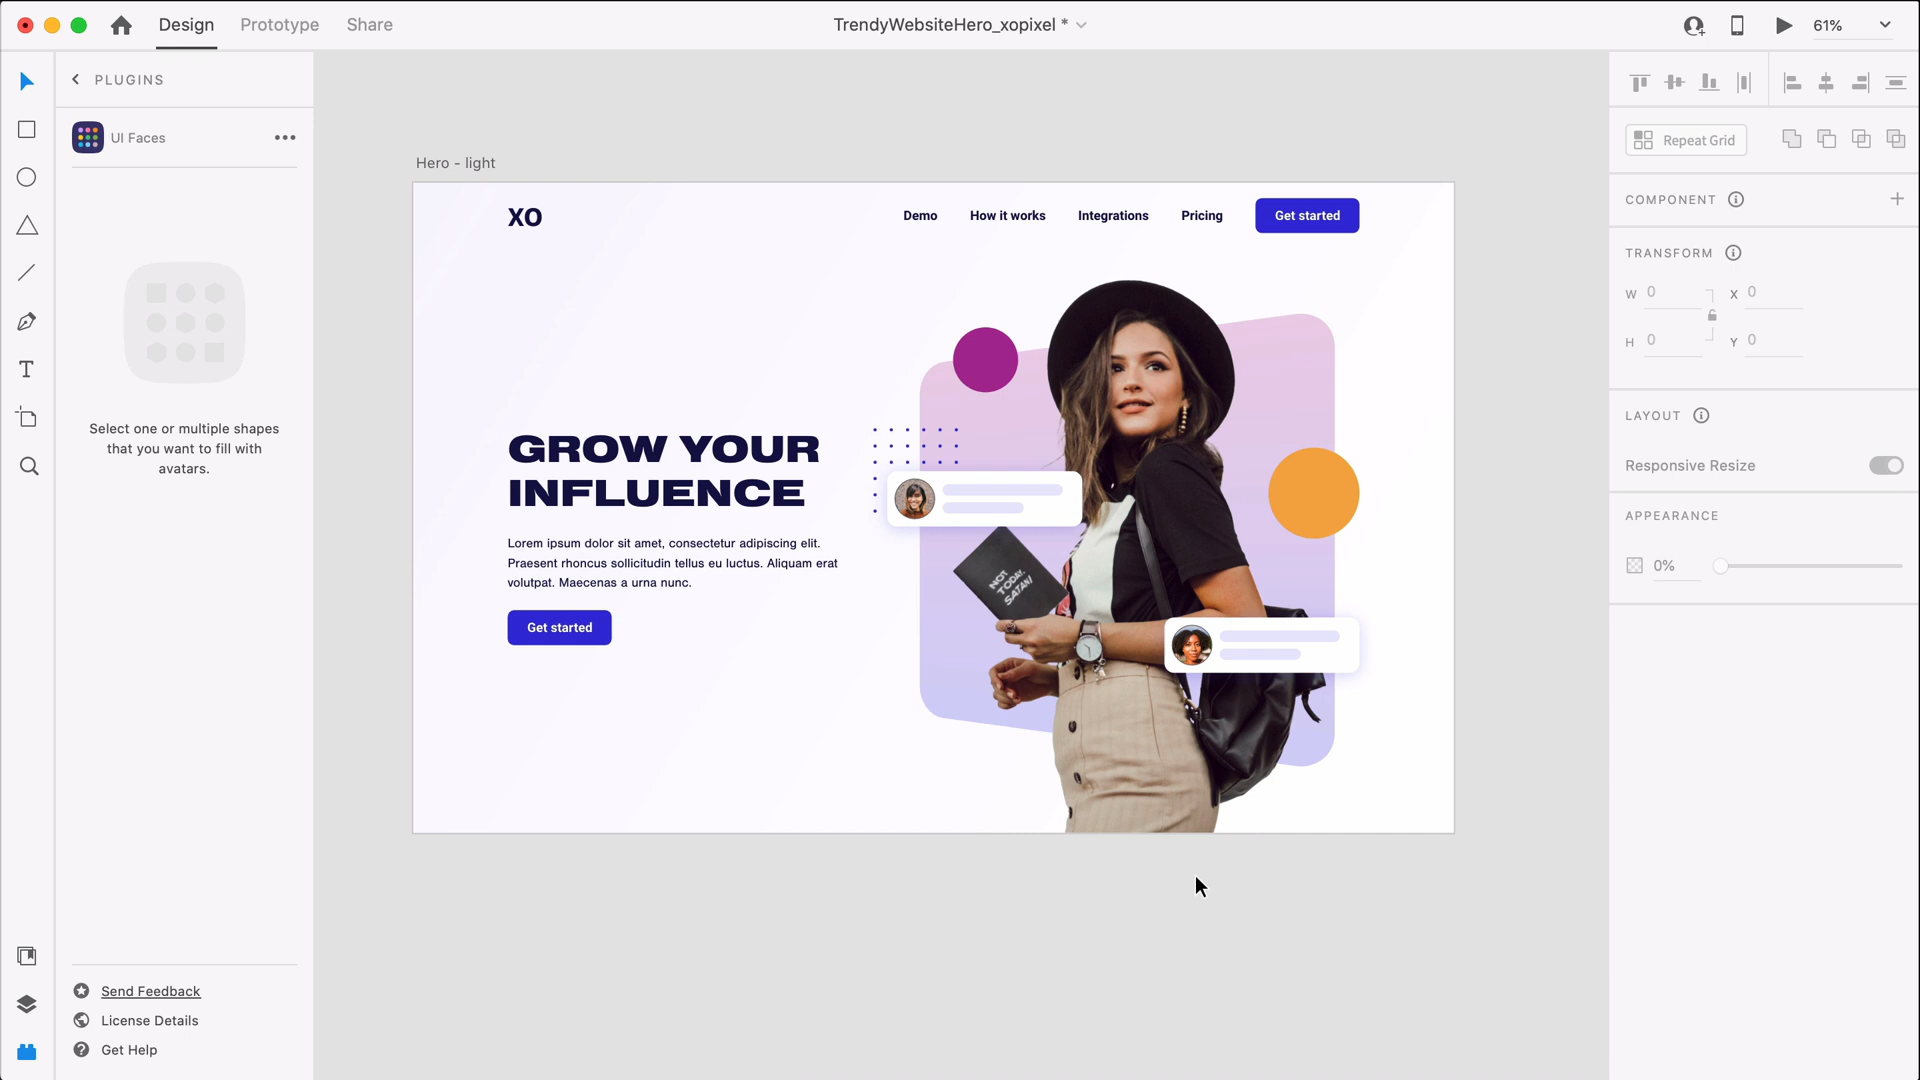 Design
Prototype
Share
TrendyWebsiteHero_xopixel *
61%
PLUGINS
UI Faces
Select one or multiple shapes
that you want to fill with
avatars.
Send Feedback
License Details
Get Help
Hero - light
XO
Demo
How it works
Integrations
Pricing
Get started
GROW YOUR
INFLUENCE
Lorem ipsum dolor sit amet, consectetur adipiscing elit.
Praesent rhoncus sollicitudin tellus eu luctus. Aliquam erat
volutpat. Maecenas a urna nunc.
Get started
NOT
TODAY,
SATAN!
Repeat Grid
COMPONENT
TRANSFORM
W 0
X 0
H 0
Y 0
LAYOUT
Responsive Resize
APPEARANCE
0%